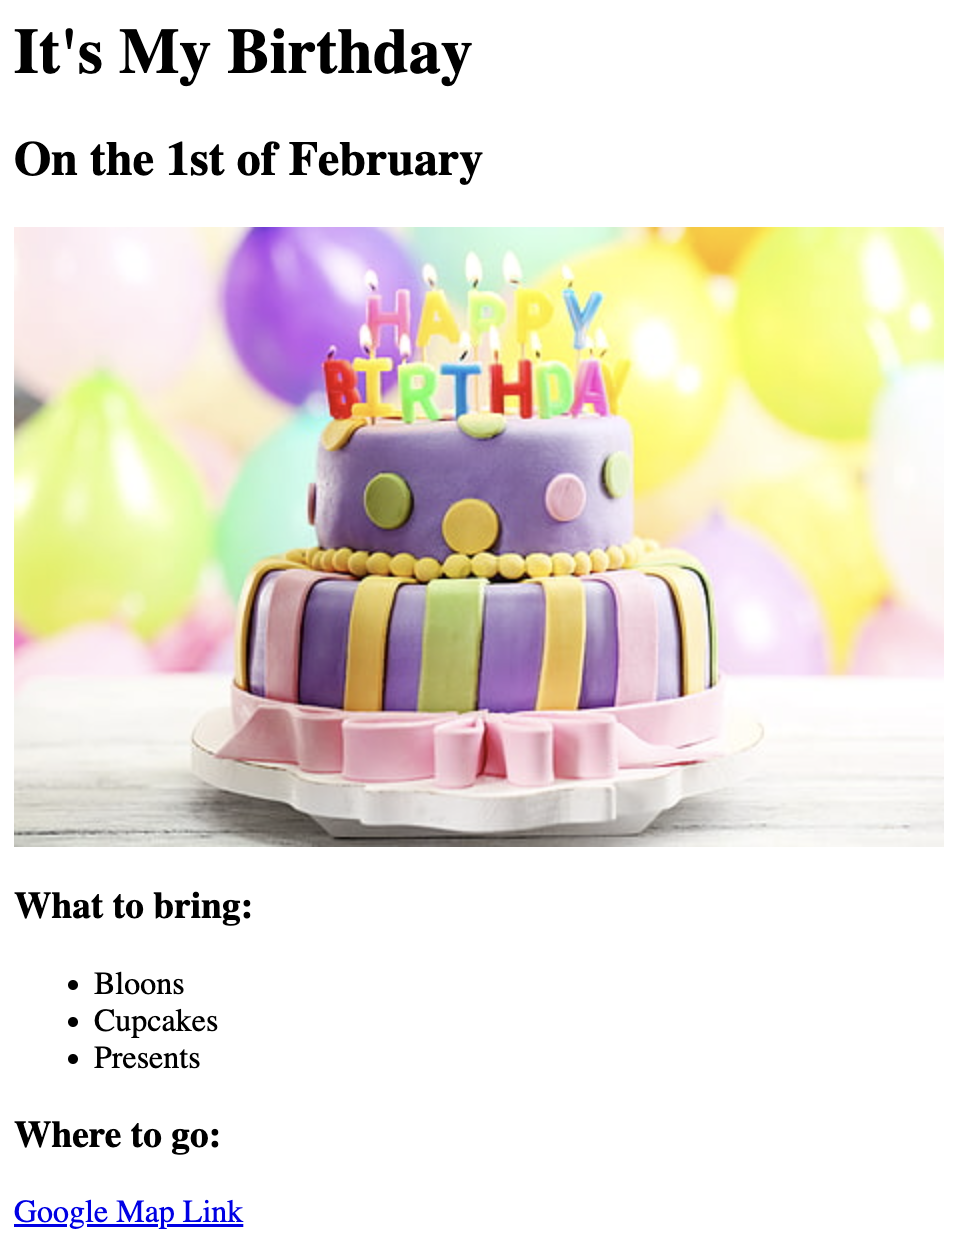 It's My Birthday
On the 1st of February
HAPPY
BIRTHDAY
What to bring:
Bloons
Cupcakes
Presents
Where to go:
Google Map Link